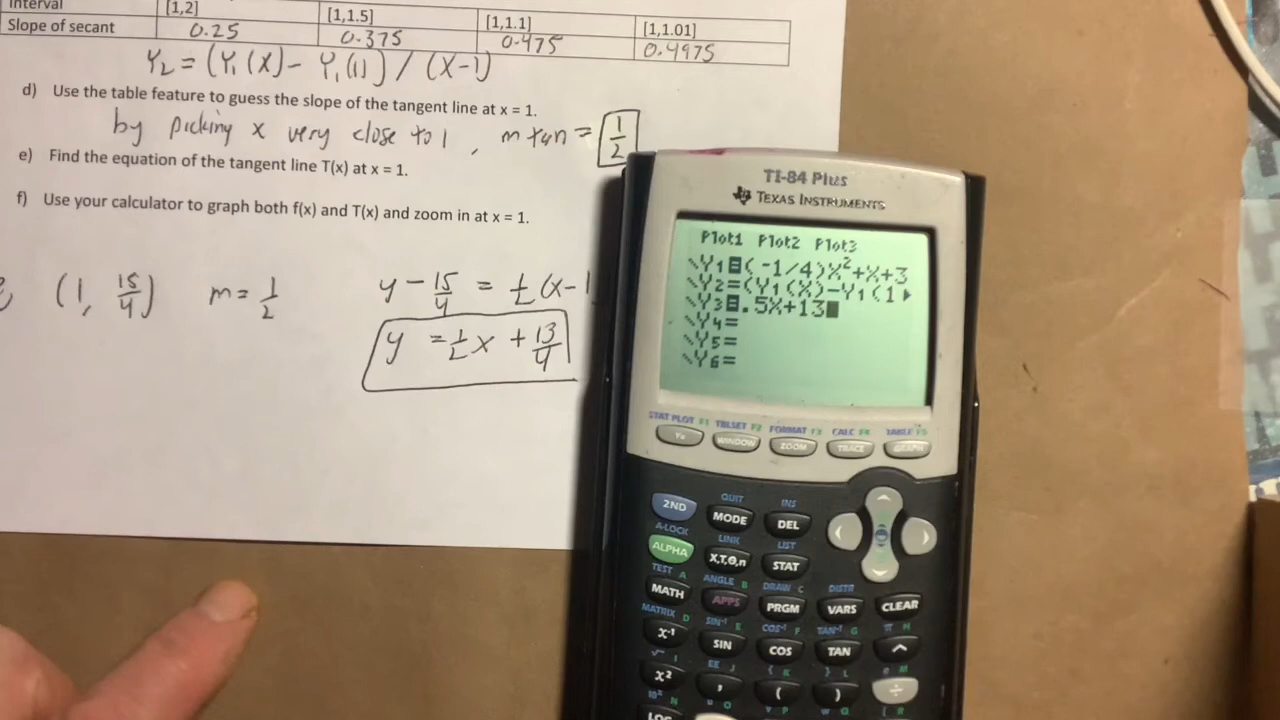 Interval [1,2] [1,1.5] [1,1.1] [1,1.01]
Slope of secant 0.25 0.375 0.475 0.4975
Y₂ = (Y₁(X) - Y₁(1)) / (X-1)
d) Use the table feature to guess the slope of the tangent line at x = 1.
by picking x very close to 1, m tan = 1/2
e) Find the equation of the tangent line T(x) at x = 1.
f) Use your calculator to graph both f(x) and T(x) and zoom in at x = 1.
(1, 15/4) m = 1/2 y - 15/4 = 1/2(x-1
y = 1/2x + 13/4
TI-84 Plus
TEXAS INSTRUMENTS
Plot1 Plot2 Plot3
Y1=(-1/4)X²+X+3
Y2=(Y1(X)-Y1(1
Y3=.5X+13
Y4=
Y5=
Y6=
STAT PLOT F1 TBLSET F2 FORMAT F3 CALC F4 TABLE F5
Y= WINDOW ZOOM TRACE GRAPH
QUIT INS
2ND MODE DEL
A-LOCK LINK LIST
ALPHA X,T,θ,n STAT
TEST A ANGLE B DRAW C DISTR
MATH APPS PRGM VARS CLEAR
MATRIX D SIN⁻¹ E COS⁻¹ F TAN⁻¹ G π H
X⁻¹ SIN COS TAN ^
√ I EE J { K } L e M
X² , ( ) ÷
10ˣ N u O v P w Q [ R
LOG